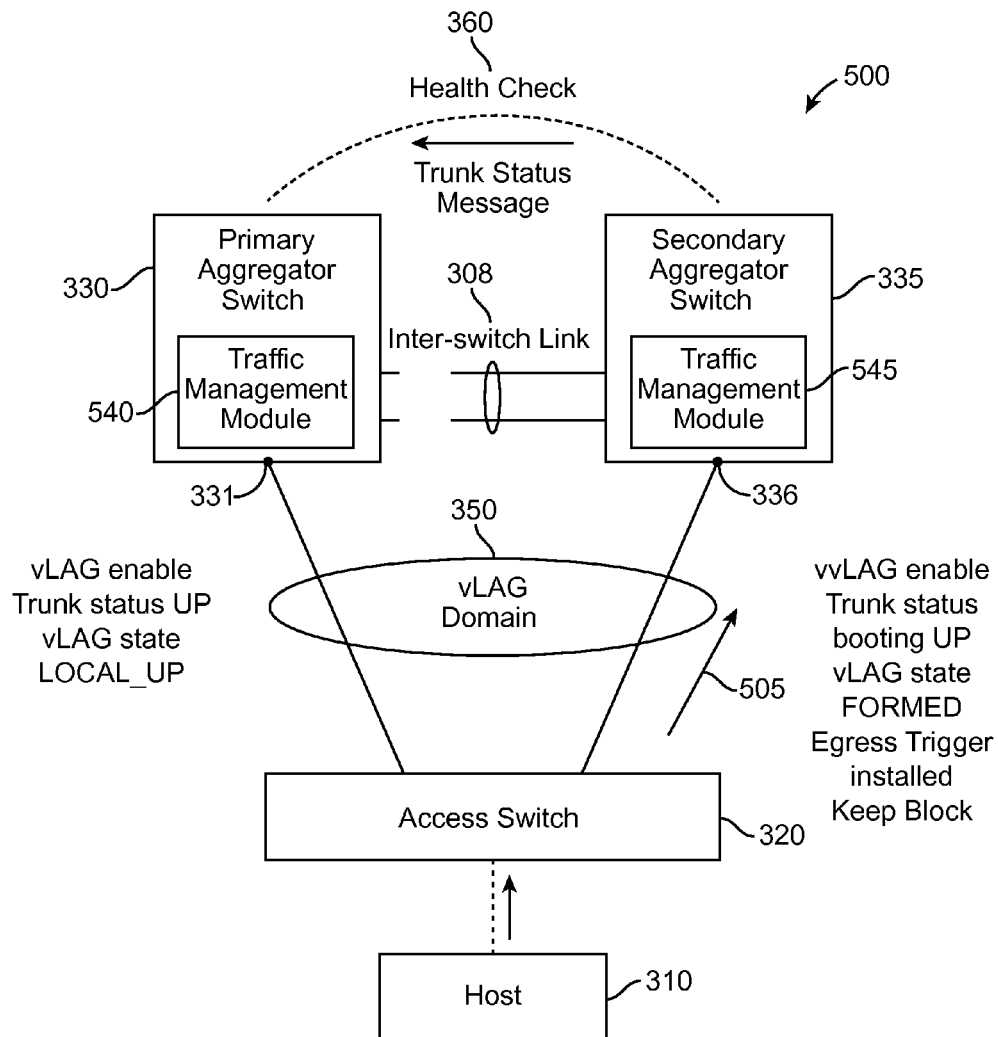 360
Health Check
500
Trunk Status
Message
Primary
Aggregator
Switch
330
308
Inter-switch Link
Secondary
Aggregator
Switch
335
Traffic
Management
Module
540
Traffic
Management
Module
545
331
336
350
vLAG
Domain
vLAG enable
Trunk status UP
vLAG state
LOCAL_UP
vvLAG enable
Trunk status
booting UP
vLAG state
FORMED
Egress Trigger
installed
Keep Block
505
Access Switch
320
Host
310